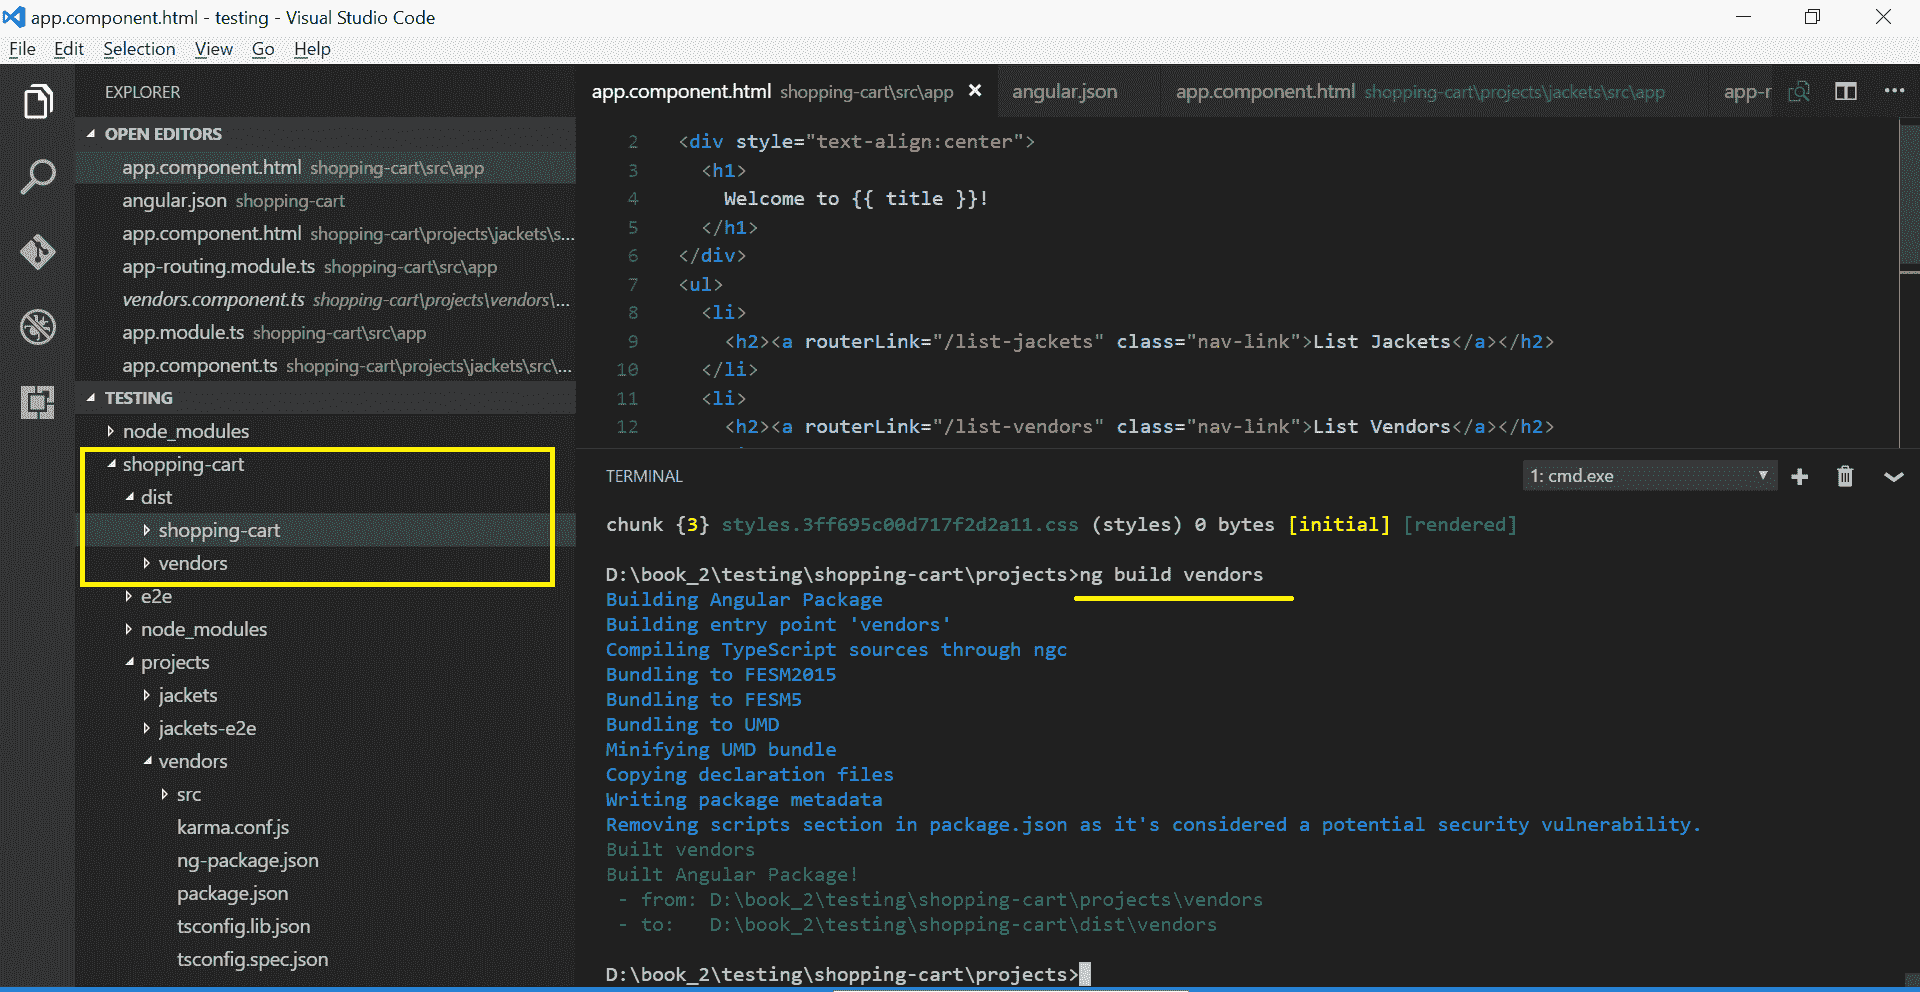 app.component.html - testing - Visual Studio Code
File Edit Selection View Go Help
EXPLORER
OPEN EDITORS
app.component.html shopping-cart\src\app
angular.json shopping-cart
app.component.html shopping-cart\projects\jackets\s...
app-routing.module.ts shopping-cart\src\app
vendors.component.ts shopping-cart\projects\vendors\...
app.module.ts shopping-cart\src\app
app.component.ts shopping-cart\projects\jackets\src\...
TESTING
node_modules
shopping-cart
dist
shopping-cart
vendors
e2e
node_modules
projects
jackets
jackets-e2e
vendors
src
karma.conf.js
ng-package.json
package.json
tsconfig.lib.json
tsconfig.spec.json
app.component.html shopping-cart\src\app angular.json app.component.html shopping-cart\projects\jackets\src\app app-r
2 <div style="text-align:center">
3 <h1>
4 Welcome to {{ title }}!
5 </h1>
6 </div>
7 <ul>
8 <li>
9 <h2><a routerLink="/list-jackets" class="nav-link">List Jackets</a></h2>
10 </li>
11 <li>
12 <h2><a routerLink="/list-vendors" class="nav-link">List Vendors</a></h2>
TERMINAL
1: cmd.exe
chunk {3} styles.3ff695c00d717f2d2a11.css (styles) 0 bytes [initial] [rendered]
D:\book_2\testing\shopping-cart\projects>ng build vendors
Building Angular Package
Building entry point 'vendors'
Compiling TypeScript sources through ngc
Bundling to FESM2015
Bundling to FESM5
Bundling to UMD
Minifying UMD bundle
Copying declaration files
Writing package metadata
Removing scripts section in package.json as it's considered a potential security vulnerability.
Built vendors
Built Angular Package!
- from: D:\book_2\testing\shopping-cart\projects\vendors
- to: D:\book_2\testing\shopping-cart\dist\vendors
D:\book_2\testing\shopping-cart\projects>